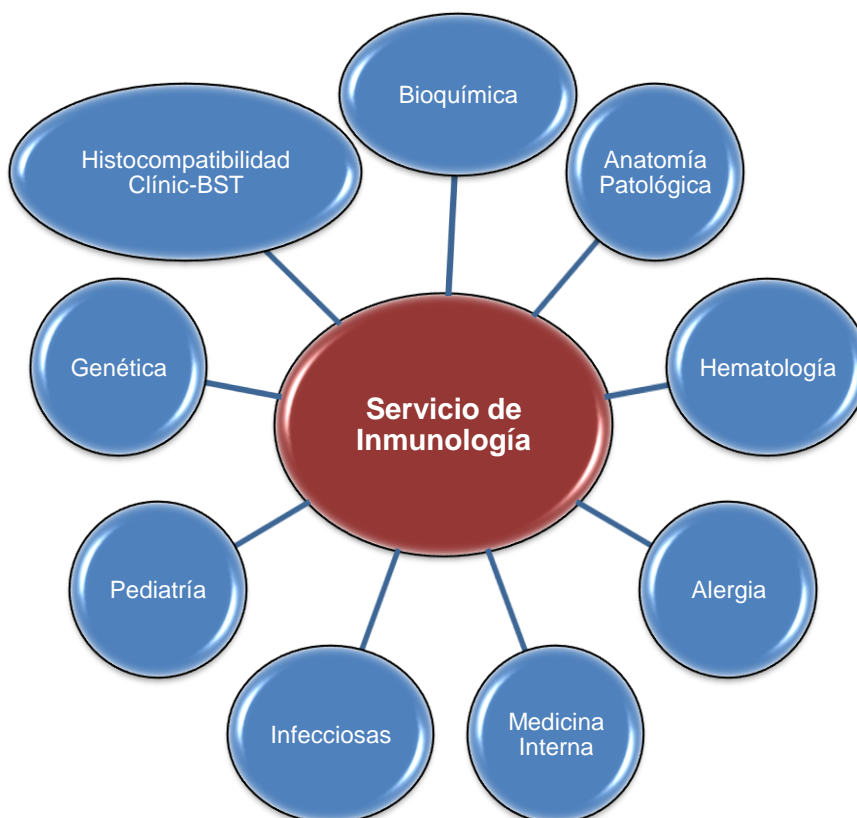 Bioquímica
Histocompatibilidad
Clínic-BST
Anatomía
Patológica
Genética
Hematología
Servicio de
Inmunología
Pediatría
Alergia
Infecciosas
Medicina
Interna